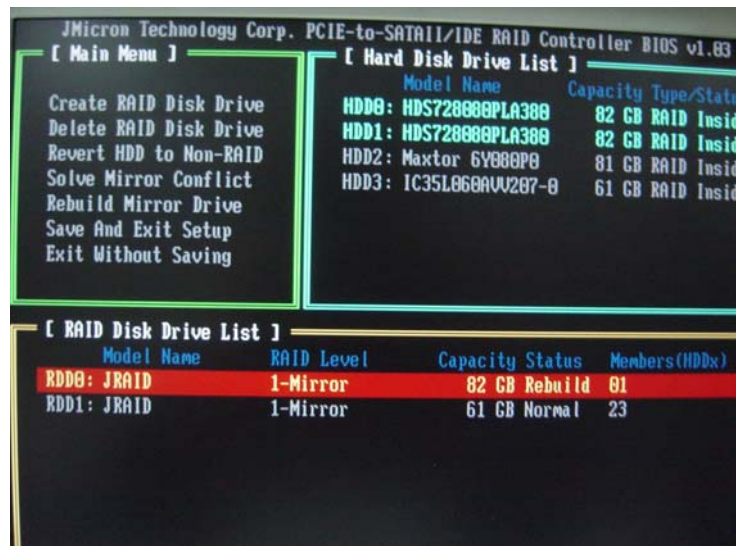 JMicron Technology Corp. PCIE-to-SATAII/IDE RAID Controller BIOS v1.03
[ Main Menu ]
Create RAID Disk Drive
Delete RAID Disk Drive
Revert HDD to Non-RAID
Solve Mirror Conflict
Rebuild Mirror Drive
Save And Exit Setup
Exit Without Saving
[ Hard Disk Drive List ]
Model Name Capacity Type/Statu
HDD0: HDS728080PLA380 82 GB RAID Insid
HDD1: HDS728080PLA380 82 GB RAID Insid
HDD2: Maxtor 6Y080P0 81 GB RAID Insid
HDD3: IC35L060AVV207-0 61 GB RAID Insid
[ RAID Disk Drive List ]
Model Name RAID Level Capacity Status Members(HDDx)
RDD0: JRAID 1-Mirror 82 GB Rebuild 01
RDD1: JRAID 1-Mirror 61 GB Normal 23